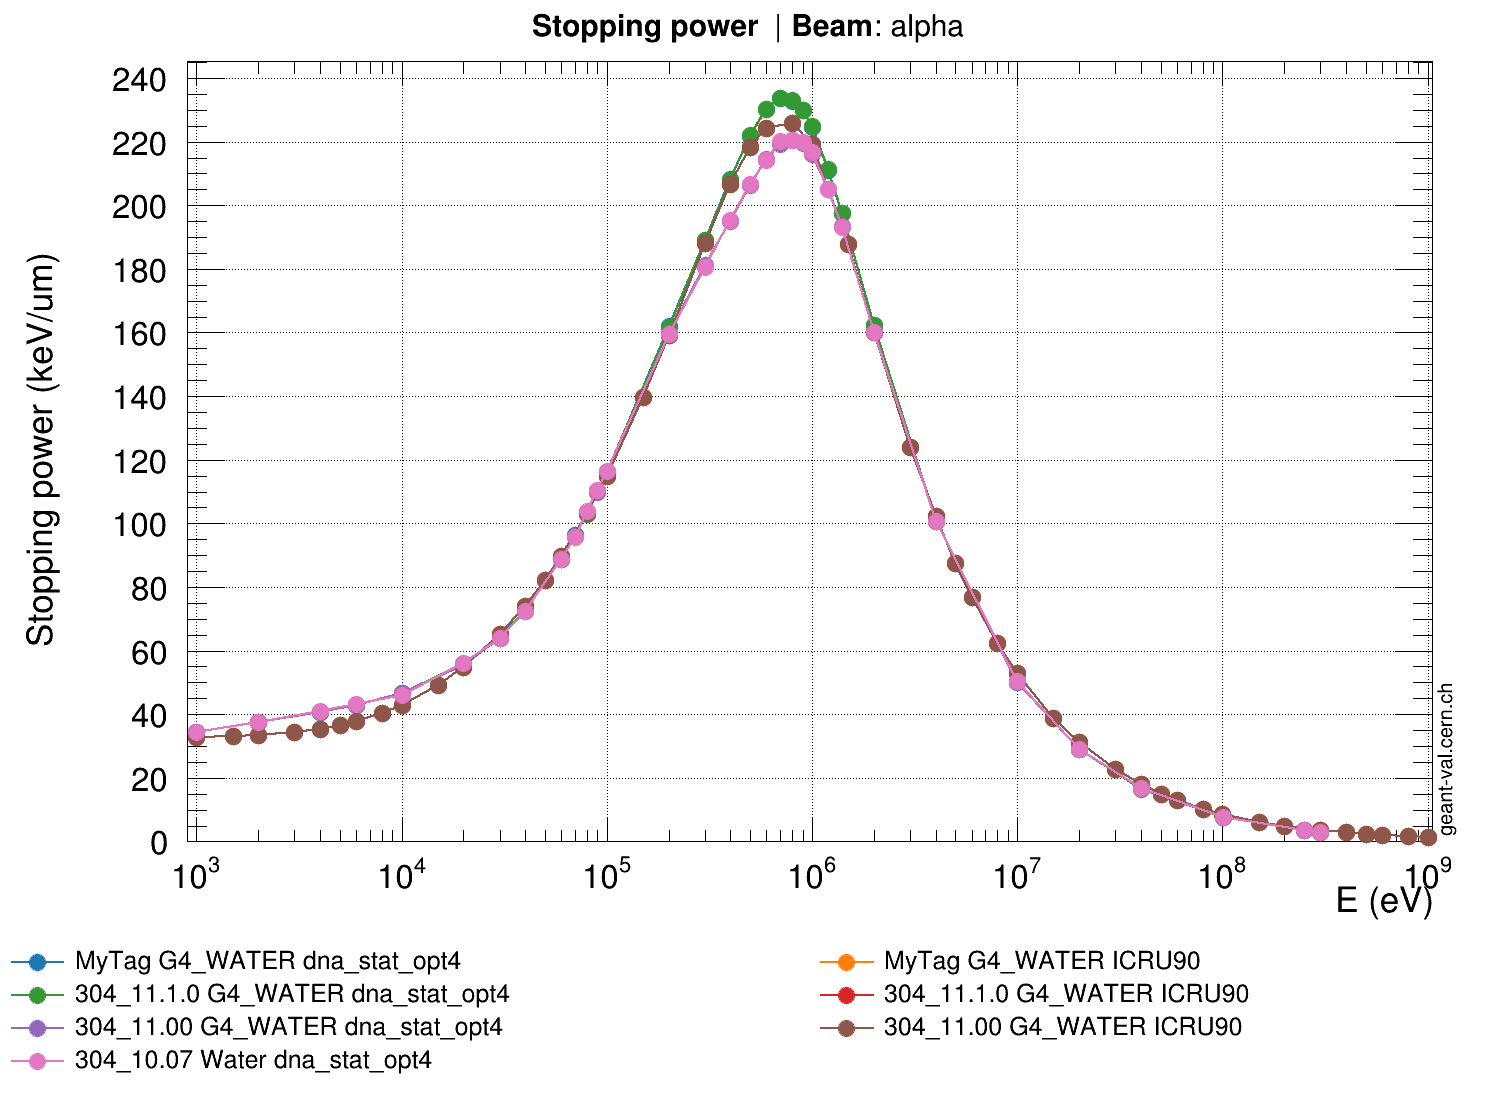 Stopping power | Beam: alpha
Stopping power (keV/um)
240
220
200
180
160
140
120
100
80
60
40
20
0
10³ 10⁴ 10⁵ 10⁶ 10⁷ 10⁸ 10⁹
E (eV)
geant-val.cern.ch
MyTag G4_WATER dna_stat_opt4
MyTag G4_WATER ICRU90
304_11.1.0 G4_WATER dna_stat_opt4
304_11.1.0 G4_WATER ICRU90
304_11.00 G4_WATER dna_stat_opt4
304_11.00 G4_WATER ICRU90
304_10.07 Water dna_stat_opt4